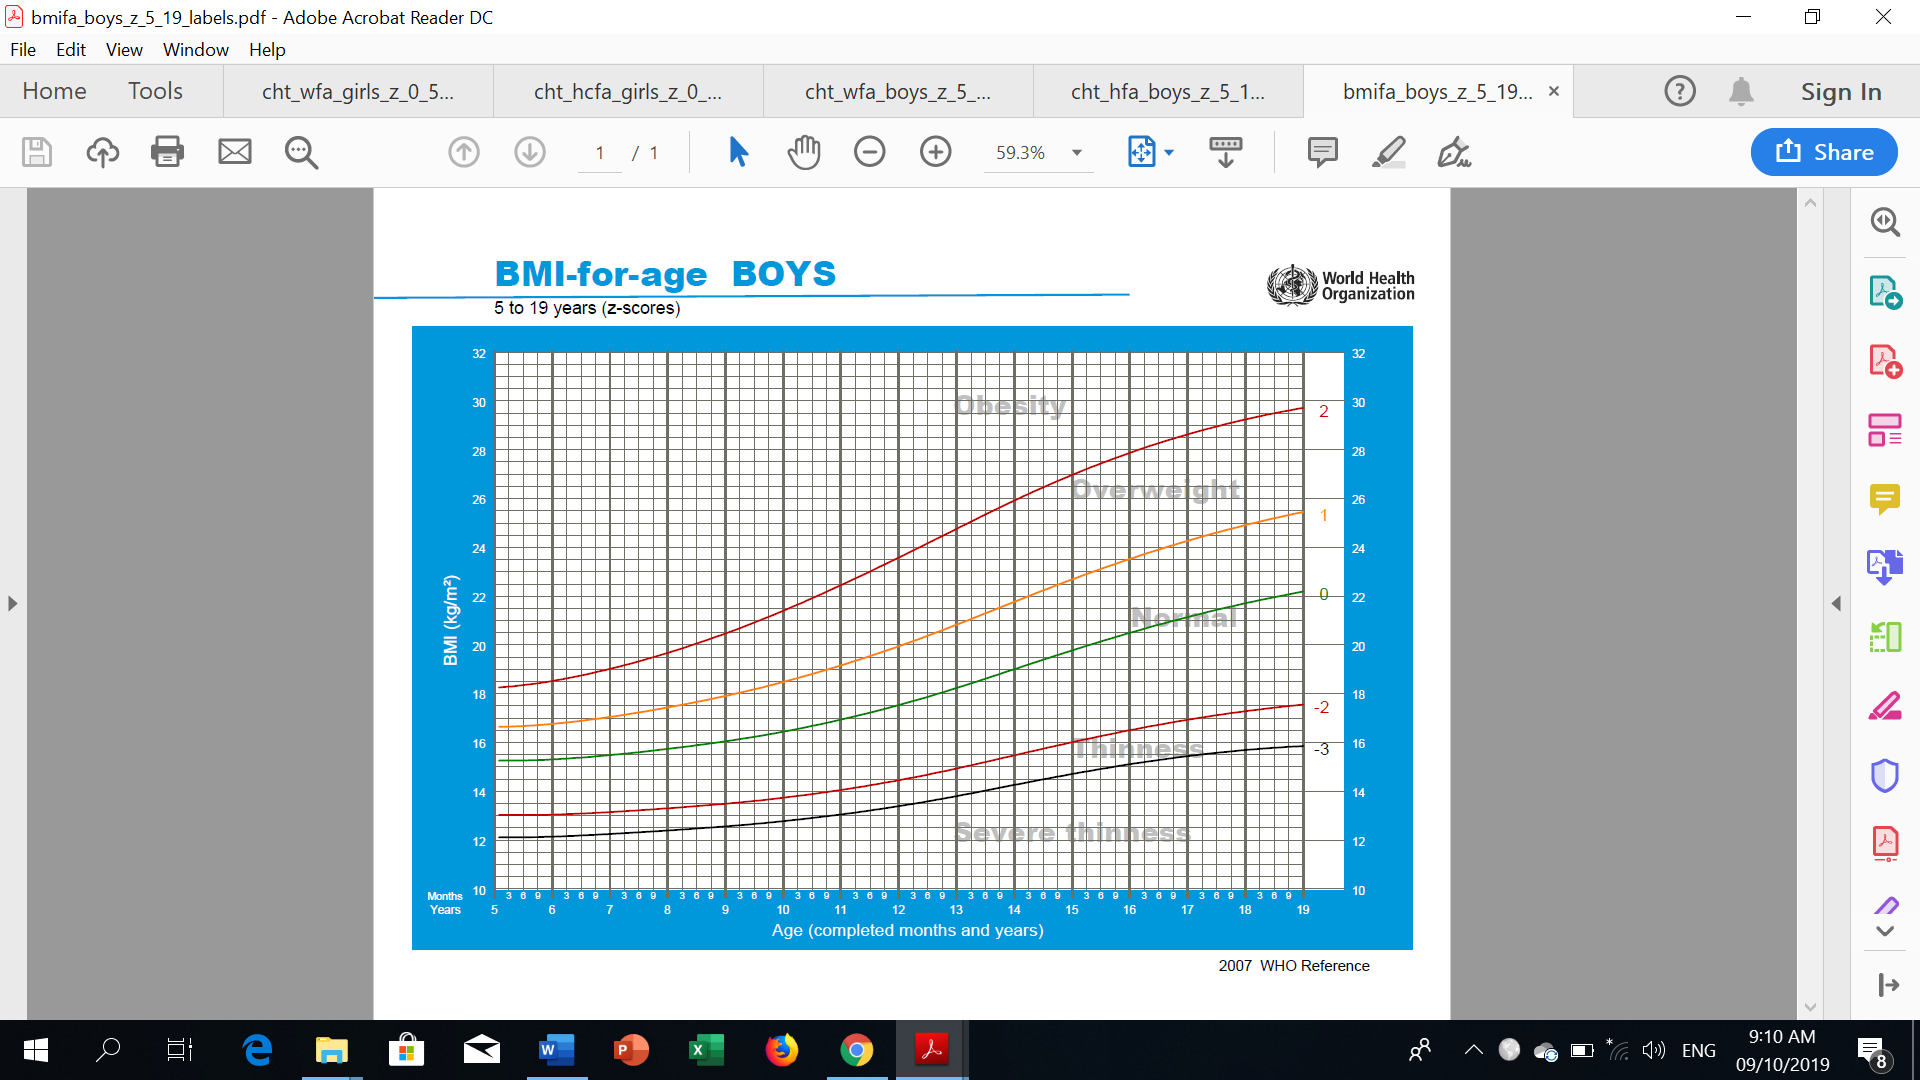 bmifa_boys_z_5_19_labels.pdf - Adobe Acrobat Reader DC
File Edit View Window Help
Home Tools cht_wfa_girls_z_0_5... cht_hcfa_girls_z_0_... cht_wfa_boys_z_5_... cht_hfa_boys_z_5_1... bmifa_boys_z_5_19... × Sign In
1 / 1 59.3% Share
BMI-for-age BOYS
World Health
Organization
5 to 19 years (z-scores)
32 32
30 Obesity 2 30
28 28
26 Overweight 1 26
24 24
22 0 22
Normal
20 20
18 -2 18
16 Thinness -3 16
14 14
12 Severe thinness 12
10 10
BMI (kg/m²)
Months 3 6 9 3 6 9 3 6 9 3 6 9 3 6 9 3 6 9 3 6 9 3 6 9 3 6 9 3 6 9 3 6 9 3 6 9 3 6 9 3 6 9
Years 5 6 7 8 9 10 11 12 13 14 15 16 17 18 19
Age (completed months and years)
2007 WHO Reference
9:10 AM
ENG
09/10/2019
8